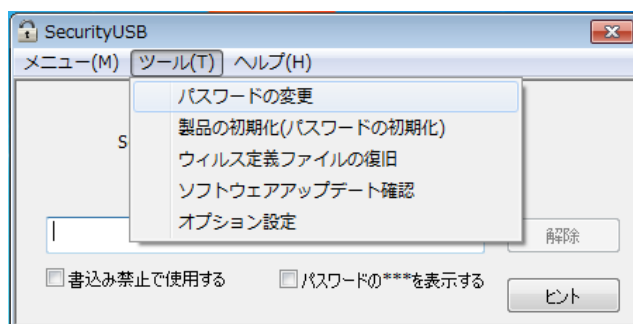 SecurityUSB
メニュー(M) ツール(T) ヘルプ(H)
パスワードの変更
製品の初期化(パスワードの初期化)
ウィルス定義ファイルの復旧
ソフトウェアアップデート確認
オプション設定
S
解除
書込み禁止で使用する パスワードの***を表示する
ヒント